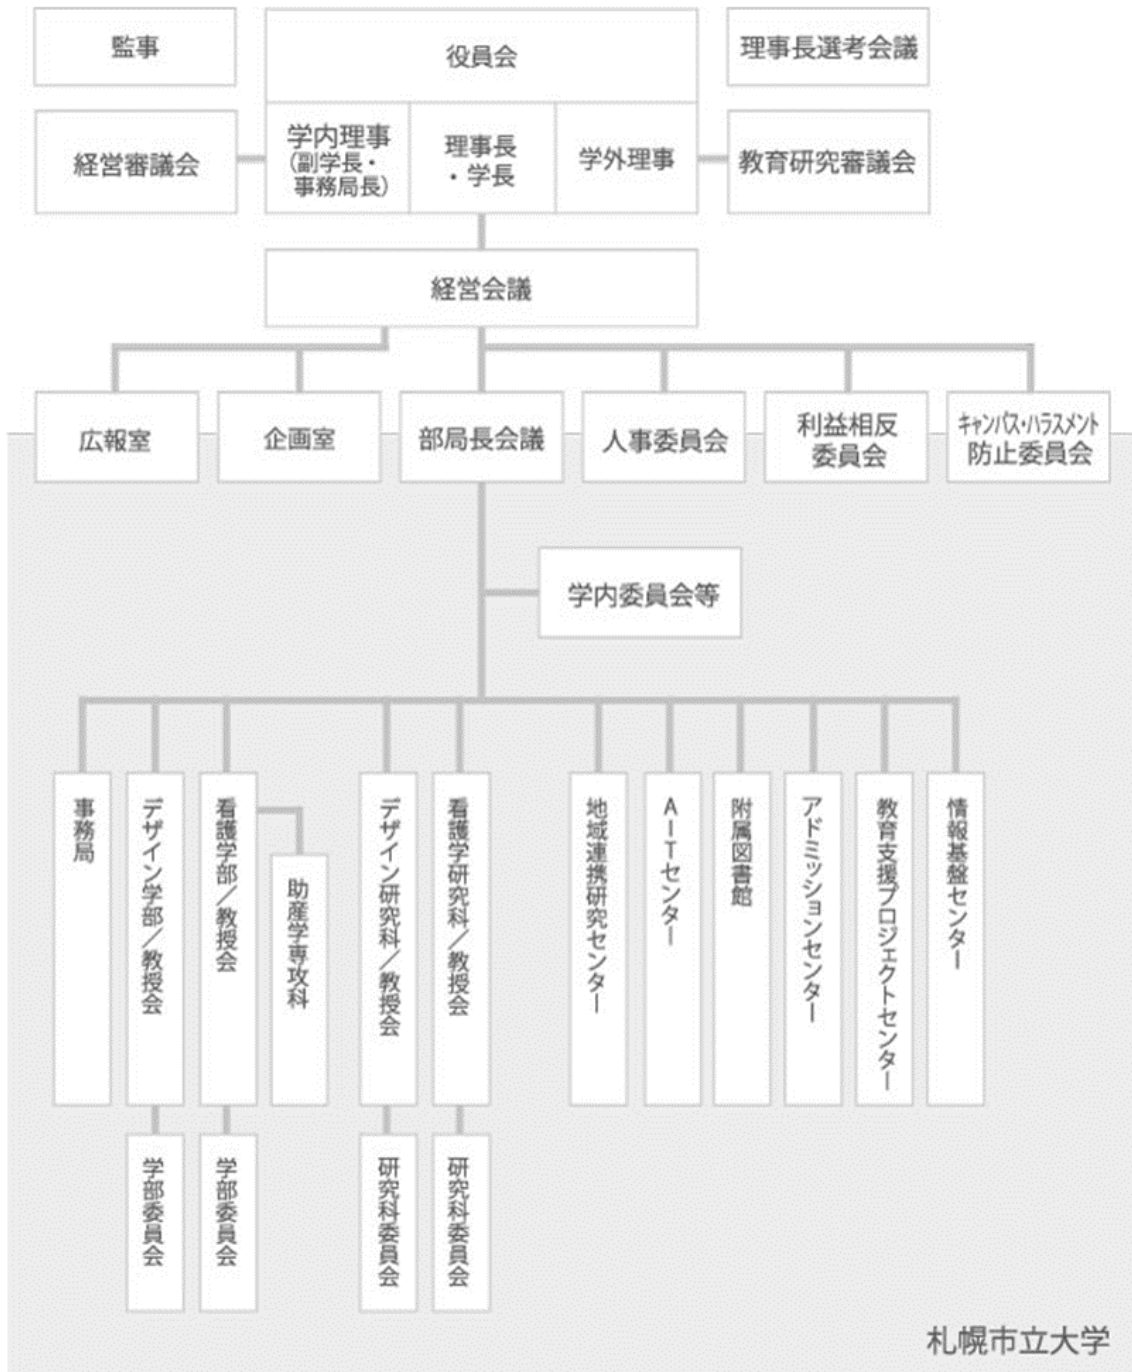 監事
役員会
理事長選考会議
経営審議会
学内理事
(副学長・
事務局長)
理事長
・学長
学外理事
教育研究審議会
経営会議
広報室
企画室
部局長会議
人事委員会
利益相反
委員会
キャンパス・ハラスメント
防止委員会
学内委員会等
事務局
デザイン学部／教授会
看護学部／教授会
助産学専攻科
デザイン研究科／教授会
看護学研究科／教授会
地域連携研究センター
AITセンター
附属図書館
アドミッションセンター
教育支援プロジェクトセンター
情報基盤センター
学部委員会
学部委員会
研究科委員会
研究科委員会
札幌市立大学